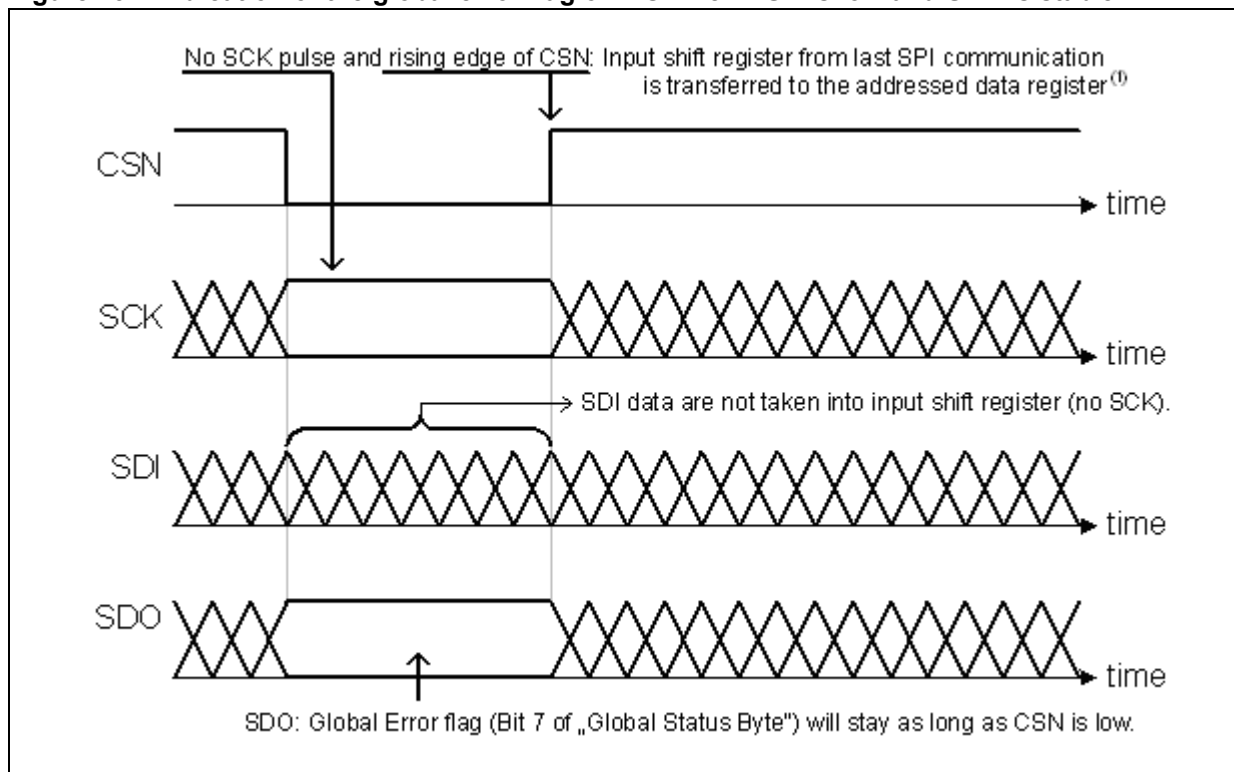 No SCK pulse and rising edge of CSN: Input shift register from last SPI communication
is transferred to the addressed data register(1)
CSN
time
SCK
time
SDI data are not taken into input shift register (no SCK).
SDI
time
SDO
time
SDO: Global Error flag (Bit 7 of „Global Status Byte") will stay as long as CSN is low.